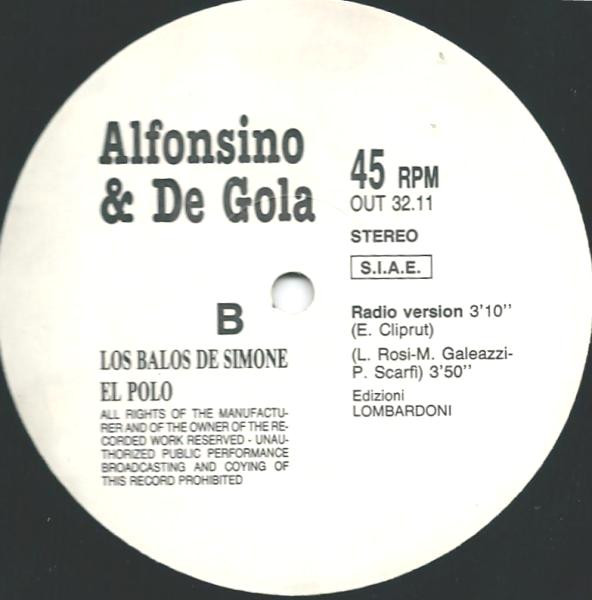 Alfonsino
& De Gola
45 RPM
OUT 32.11
STEREO
S.I.A.E.
B
Radio version 3'10''
(E. Cliprut)
(L. Rosi-M. Galeazzi-
P. Scarfi) 3'50''
Edizioni
LOMBARDONI
LOS BALOS DE SIMONE
EL POLO
ALL RIGHTS OF THE MANUFACTU-
RER AND OF THE OWNER OF THE RE-
CORDED WORK RESERVED - UNAU-
THORIZED PUBLIC PERFORMANCE
BROADCASTING AND COYING OF
THIS RECORD PROHIBITED